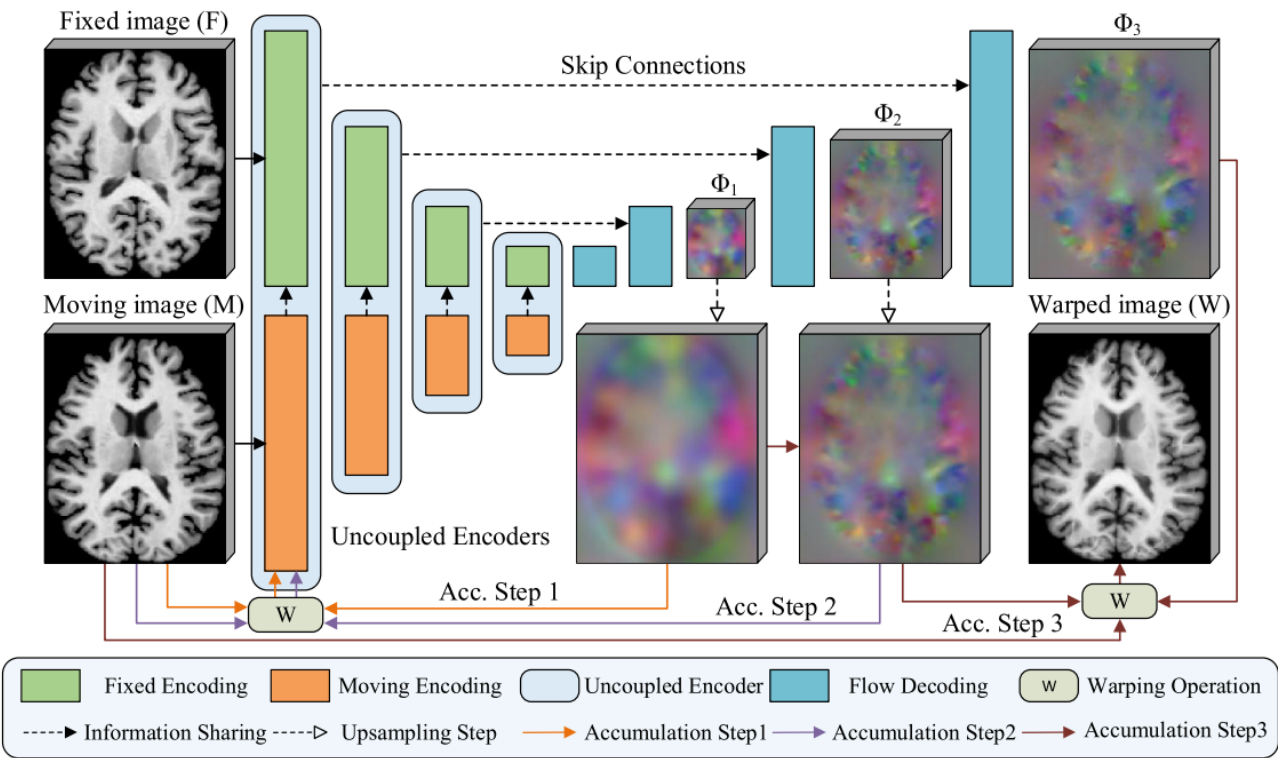 Fixed image (F)
Φ₃
Skip Connections
Φ₂
Φ₁
Moving image (M)
Warped image (W)
Uncoupled Encoders
Acc. Step 1
W
Acc. Step 2
W
Acc. Step 3
Fixed Encoding
Moving Encoding
Uncoupled Encoder
Flow Decoding
W
Warping Operation
Information Sharing
Upsampling Step
Accumulation Step1
Accumulation Step2
Accumulation Step3